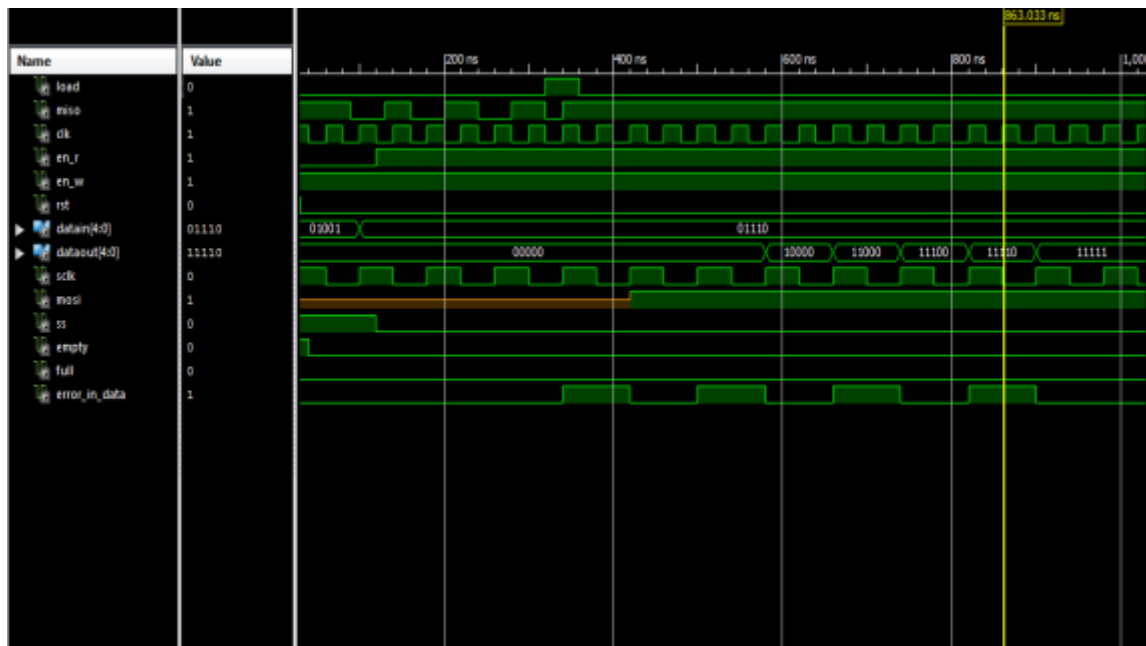 863.033 ns
Name Value
200 ns 400 ns 600 ns 800 ns 1,00
load 0
miso 1
clk 1
en_r 1
en_w 1
rst 0
datain[4:0] 01110 01001 01110
dataout[4:0] 11110 00000 10000 11000 11100 11110 11111
sclk 0
mosi 1
ss 0
empty 0
full 0
error_in_data 1